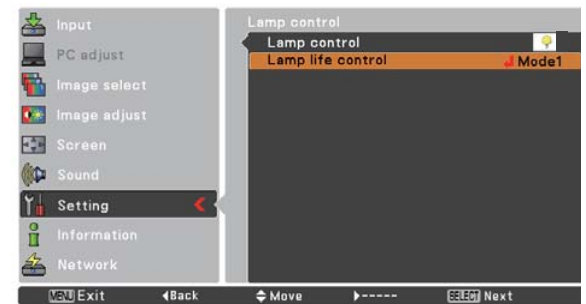 Input
PC adjust
Image select
Image adjust
Screen
Sound
Setting
Information
Network
Lamp control
Lamp control
Lamp life control Mode1
MENU Exit ◀Back ◆Move ▶----- SELECT Next